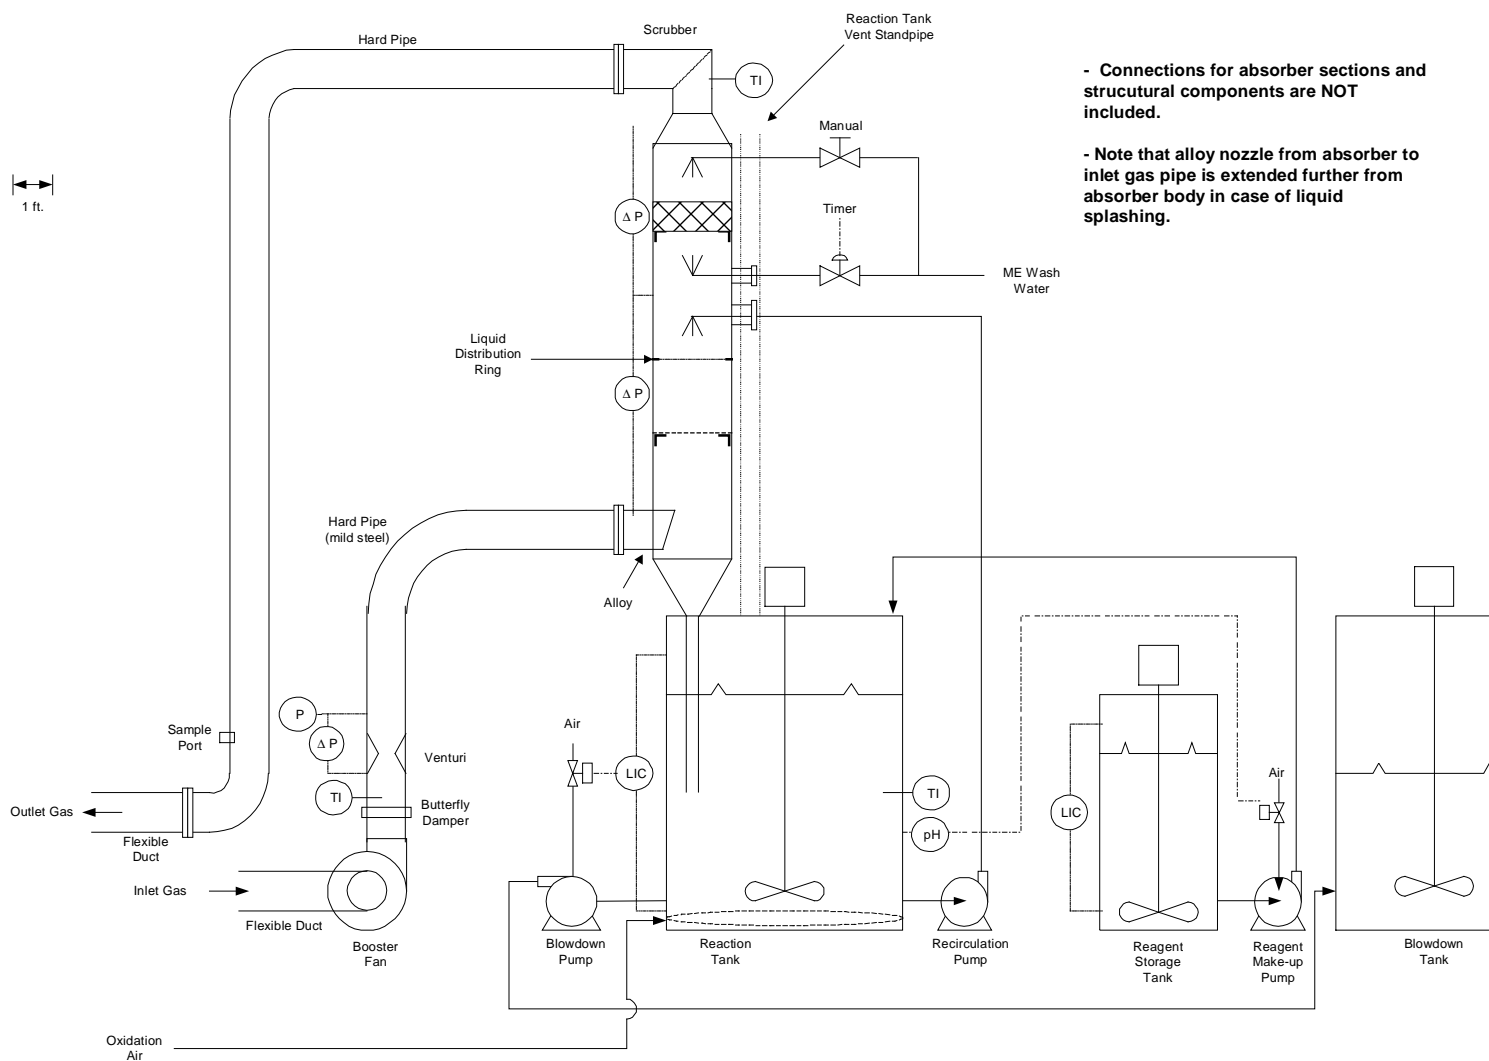 Hard Pipe
Scrubber
Reaction Tank
Vent Standpipe
TI
- Connections for absorber sections and
strucutural components are NOT
included.
- Note that alloy nozzle from absorber to
inlet gas pipe is extended further from
absorber body in case of liquid
splashing.
1 ft.
Manual
Δ P
Timer
ME Wash
Water
Liquid
Distribution
Ring
Δ P
Hard Pipe
(mild steel)
Alloy
Sample
Port
P
Δ P
Venturi
TI
Butterfly
Damper
Outlet Gas
Flexible
Duct
Inlet Gas
Flexible Duct
Booster
Fan
Air
LIC
TI
pH
Air
LIC
Blowdown
Pump
Reaction
Tank
Recirculation
Pump
Reagent
Storage
Tank
Reagent
Make-up
Pump
Blowdown
Tank
Oxidation
Air